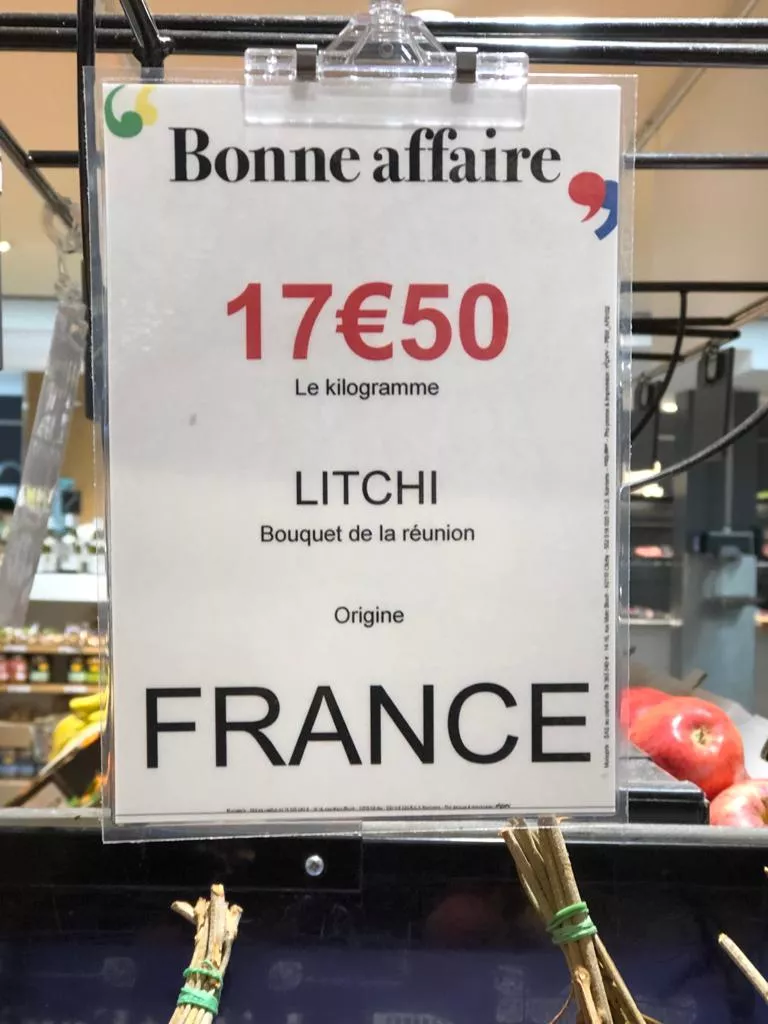 Bonne affaire
17€50
Le kilogramme
LITCHI
Bouquet de la réunion
Origine
FRANCE